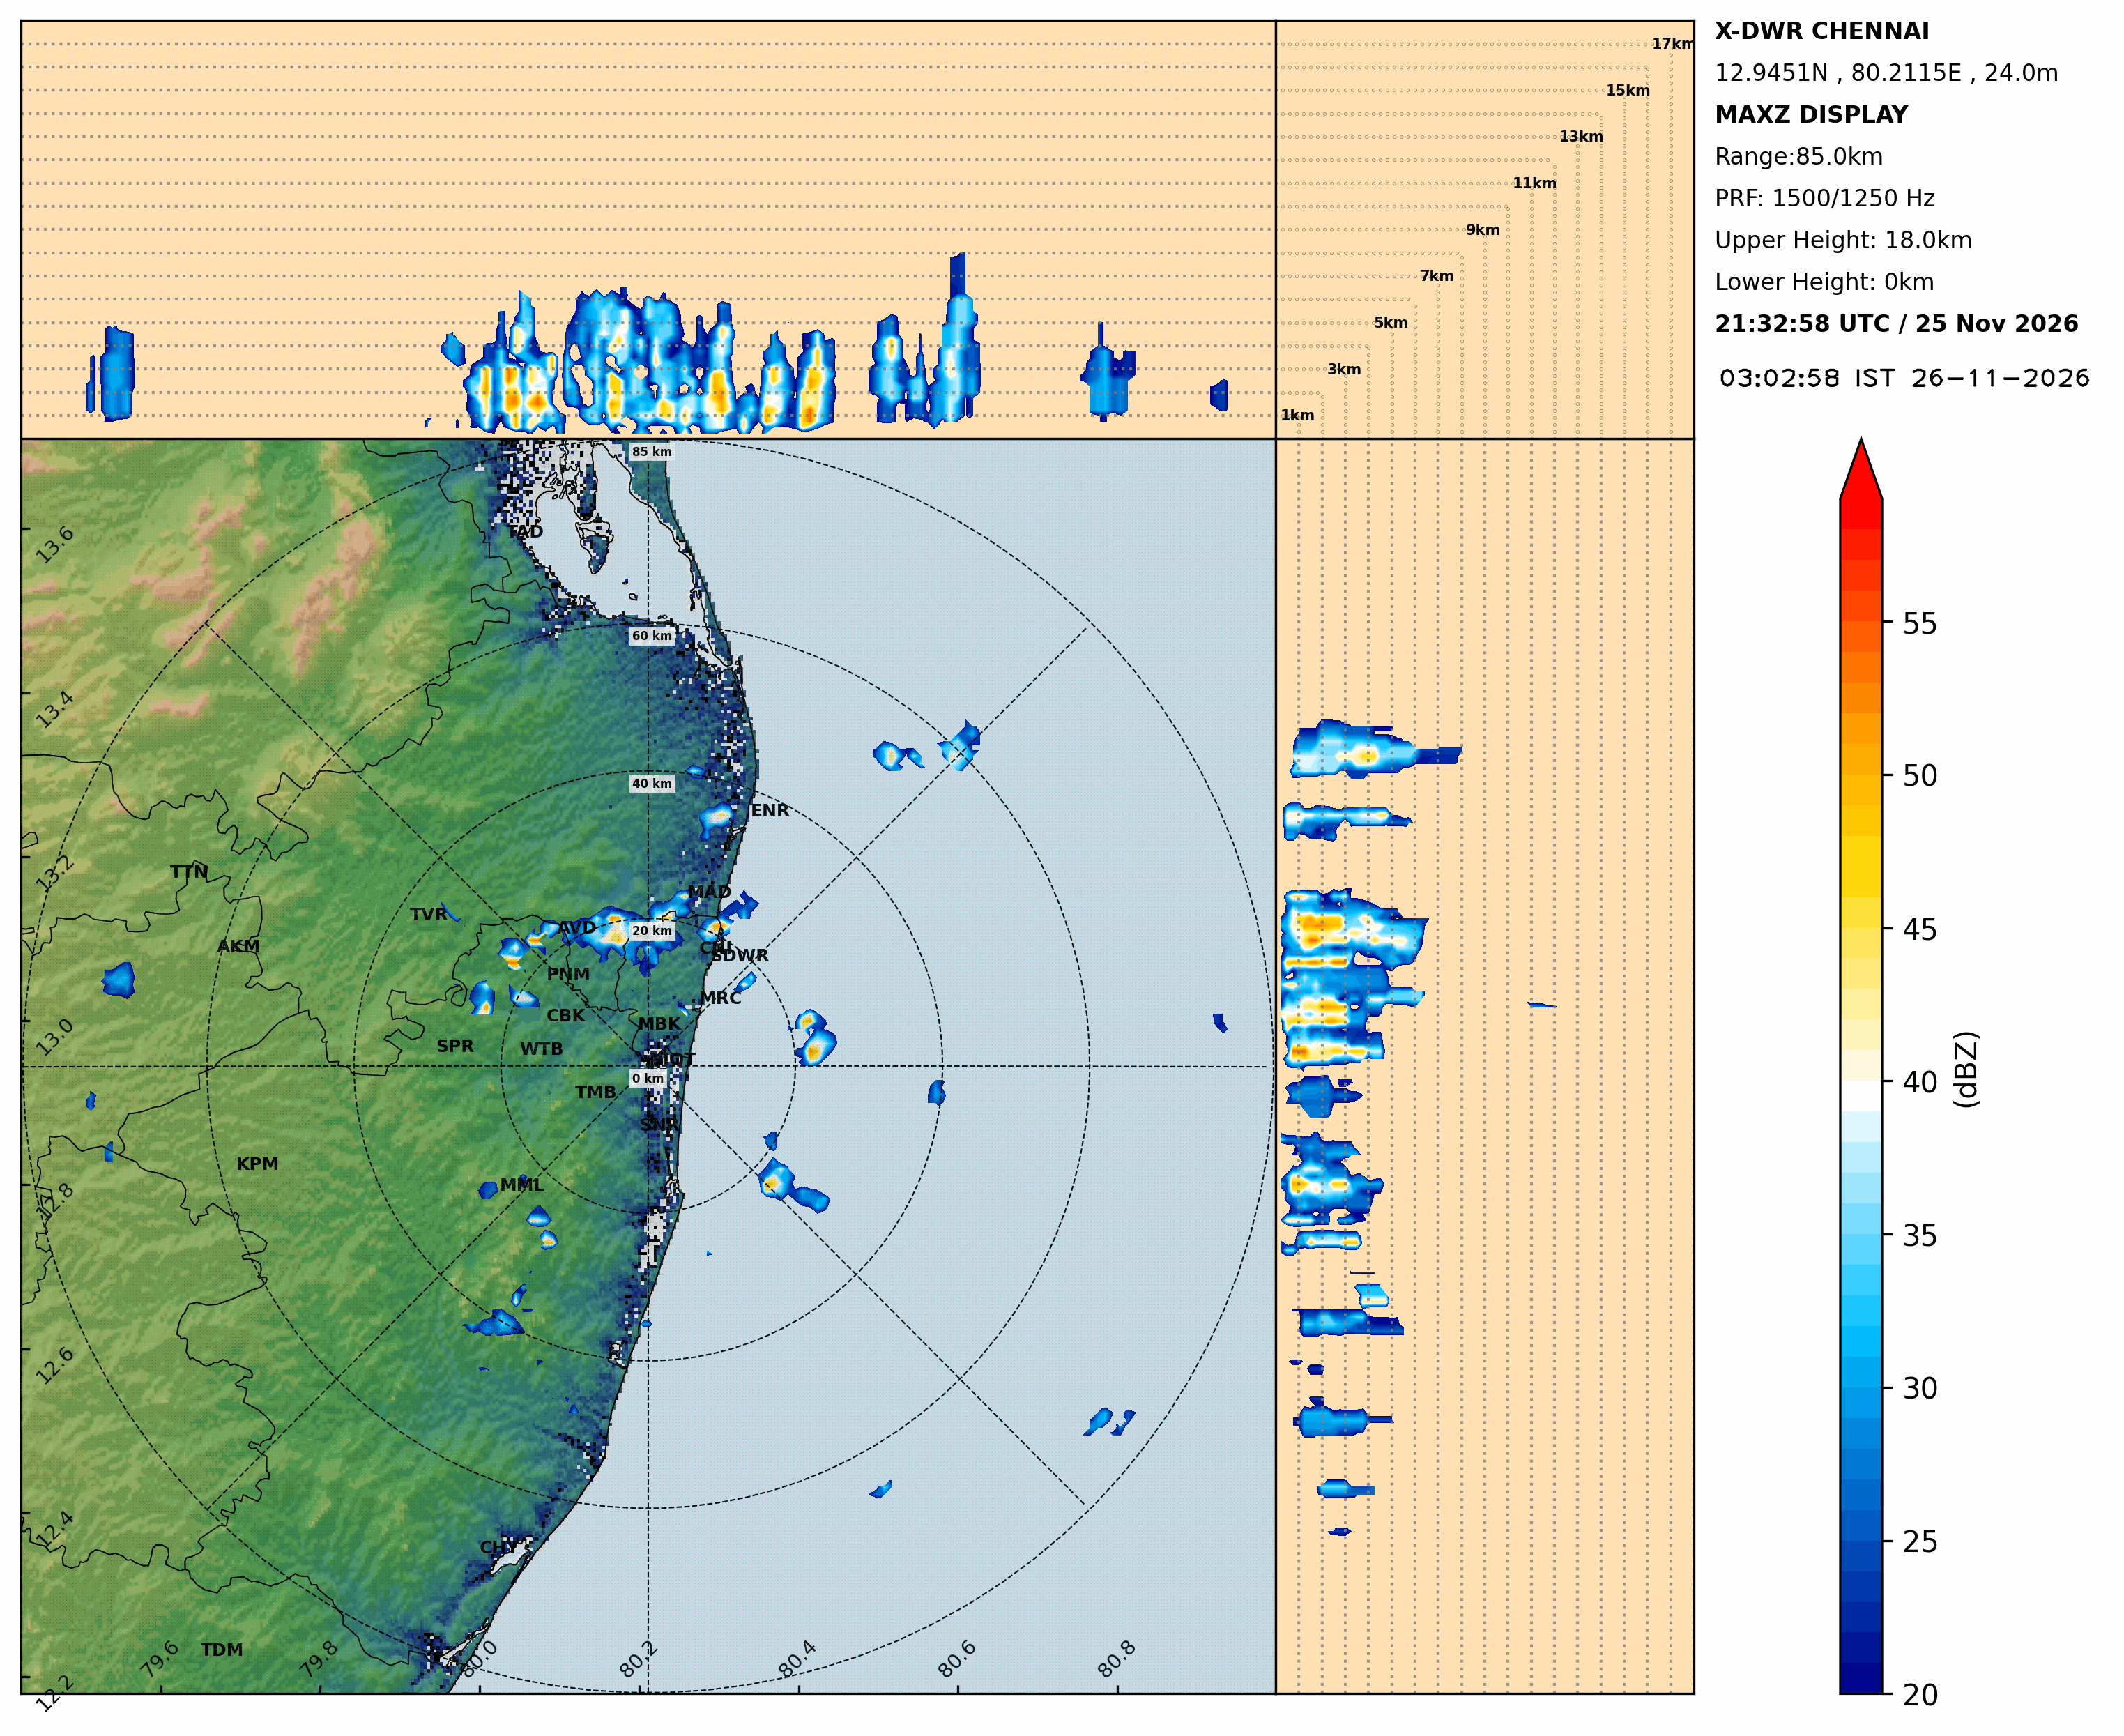 X-DWR CHENNAI
12.9451N , 80.2115E , 24.0m
MAXZ DISPLAY
Range:85.0km
PRF: 1500/1250 Hz
Upper Height: 18.0km
Lower Height: 0km
21:32:58 UTC / 25 Nov 2026
03:02:58 IST 26-11-2026
17km
15km
13km
11km
9km
7km
5km
3km
1km
85 km
60 km
40 km
20 km
0 km
TAD
ENR
TTN
MAD
TVR
AVD
AKM
SDWR
PNM
MRC
CBK
MBK
SPR
WTB
TMB
SNR
KPM
MML
CHY
TDM
13.6
13.4
13.2
13.0
12.8
12.6
12.4
12.2
79.6
79.8
80.0
80.2
80.4
80.6
80.8
55
50
45
40
35
30
25
20
(dBZ)